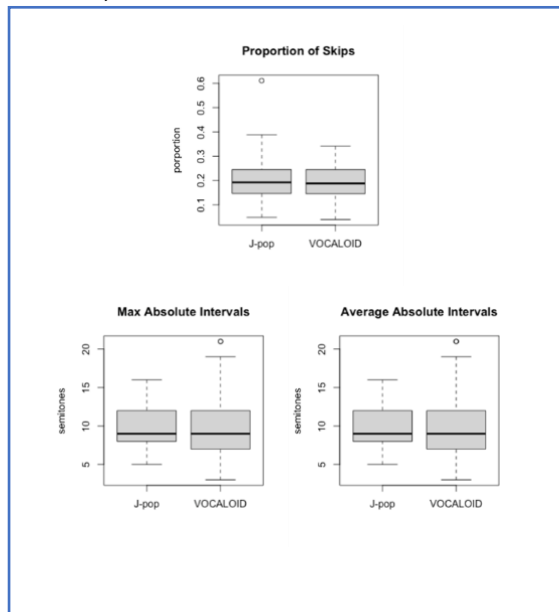 Proportion of Skips
porportion
0.1 0.2 0.3 0.4 0.5 0.6
J-pop VOCALOID
Max Absolute Intervals
semitones
5 10 15 20
J-pop VOCALOID
Average Absolute Intervals
semitones
5 10 15 20
J-pop VOCALOID